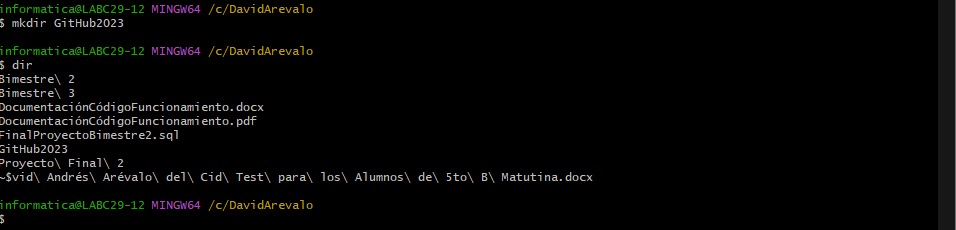 informatica@LABC29-12 MINGW64 /c/DavidArevalo
$ mkdir GitHub2023
informatica@LABC29-12 MINGW64 /c/DavidArevalo
$ dir
Bimestre\ 2
Bimestre\ 3
DocumentaciónCódigoFuncionamiento.docx
DocumentaciónCódigoFuncionamiento.pdf
FinalProyectoBimestre2.sql
GitHub2023
Proyecto\ Final\ 2
~$vid\ Andrés\ Arévalo\ del\ Cid\ Test\ para\ los\ Alumnos\ de\ 5to\ B\ Matutina.docx
informatica@LABC29-12 MINGW64 /c/DavidArevalo
$